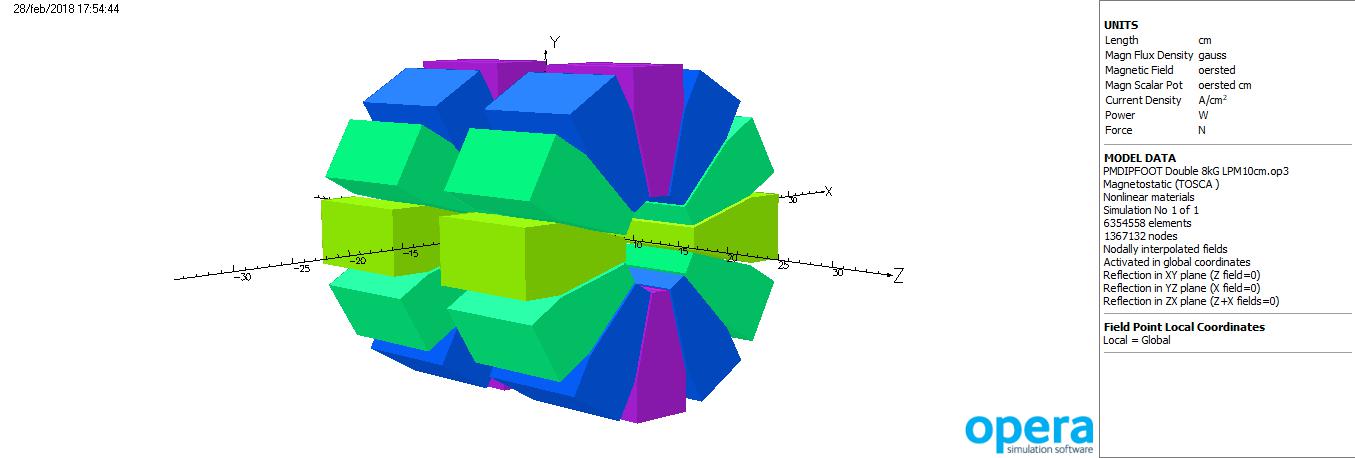 28/feb/2018 17:54:44
Y
X
30
-30
-25
-20
-15
10
15
20
25
30
Z
UNITS
Length cm
Magn Flux Density gauss
Magnetic Field oersted
Magn Scalar Pot oersted cm
Current Density A/cm²
Power W
Force N
MODEL DATA
PMDIPFOOT Double 8kG LPM10cm.op3
Magnetostatic (TOSCA )
Nonlinear materials
Simulation No 1 of 1
6354558 elements
1367132 nodes
Nodally interpolated fields
Activated in global coordinates
Reflection in XY plane (Z field=0)
Reflection in YZ plane (X field=0)
Reflection in ZX plane (Z+X fields=0)
Field Point Local Coordinates
Local = Global
opera
simulation software